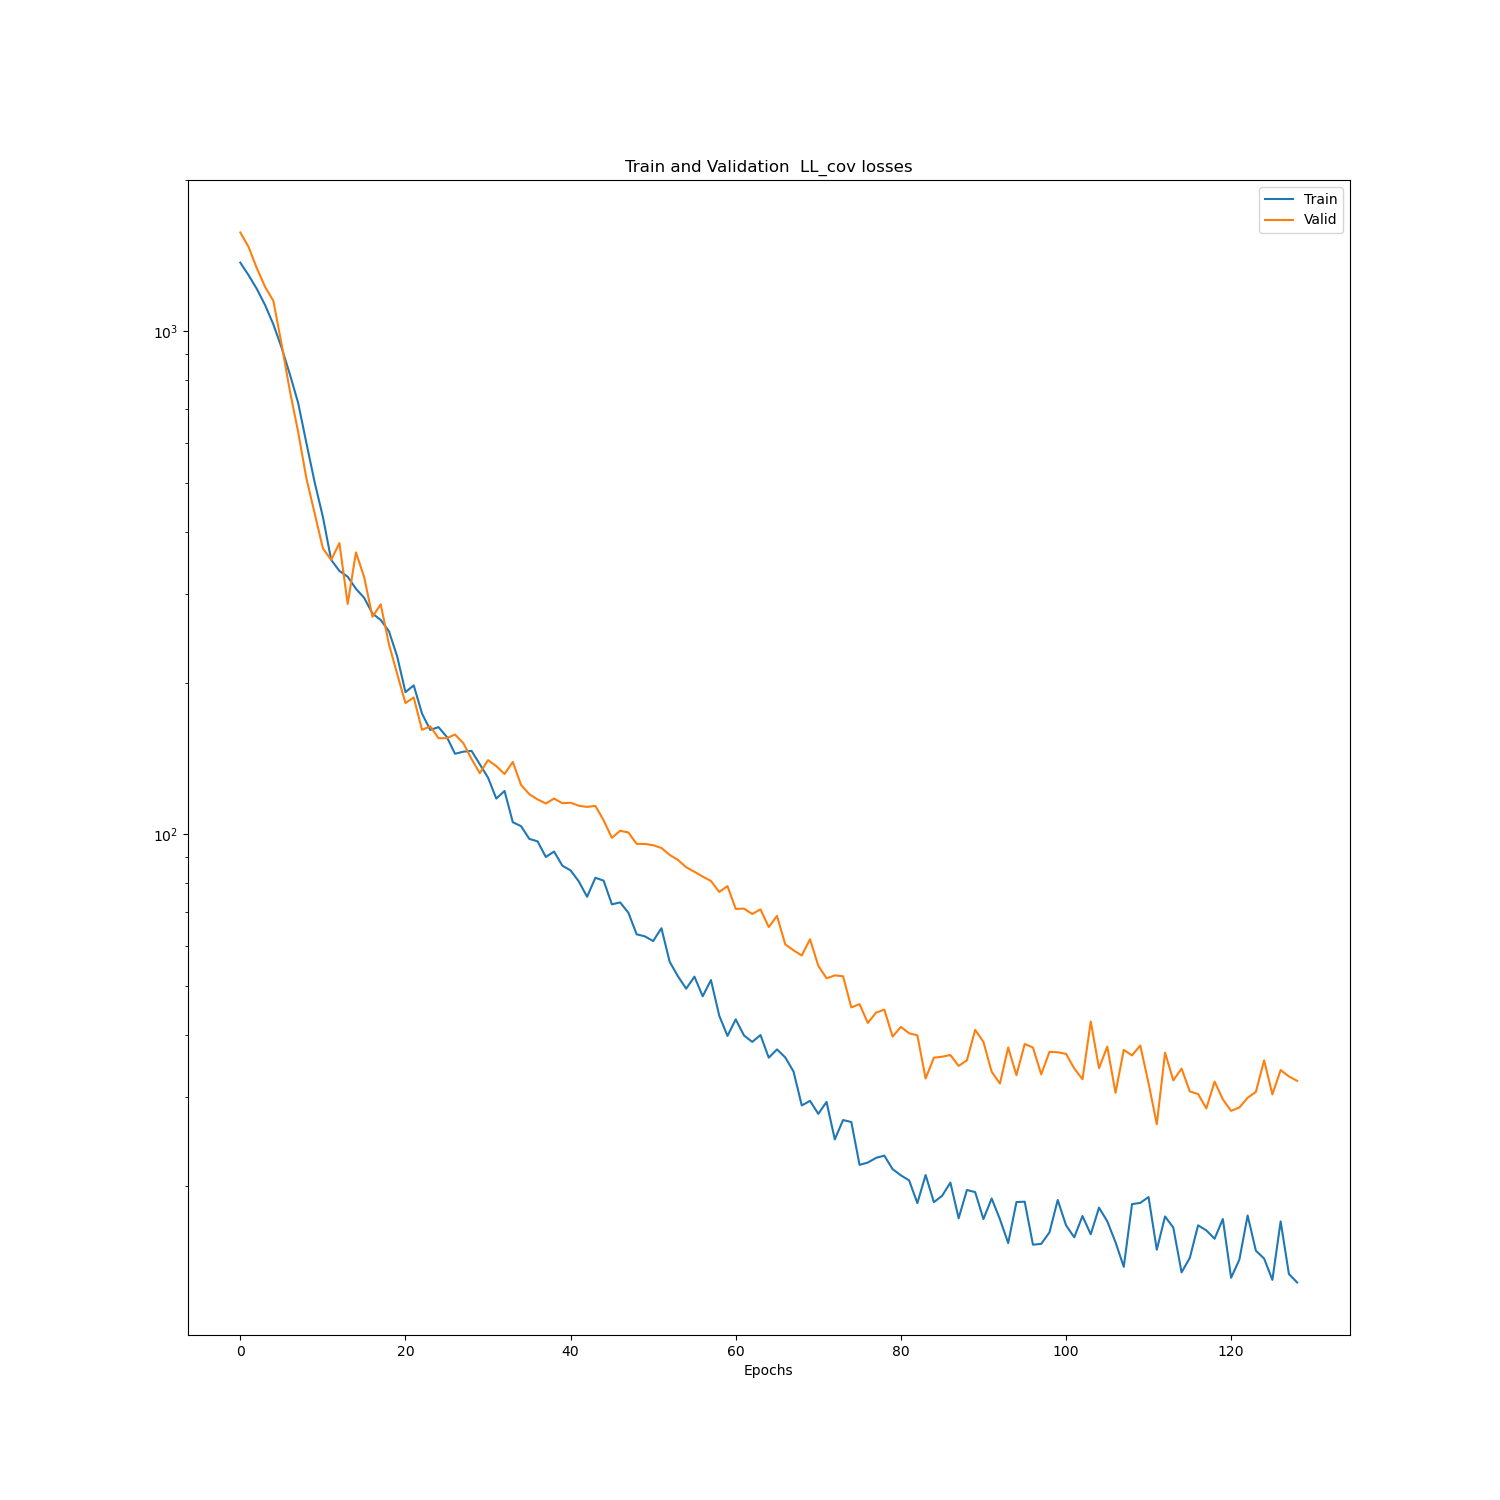 Train and Validation  LL_cov losses
Train
Valid
10³
10²
0 20 40 60 80 100 120
Epochs